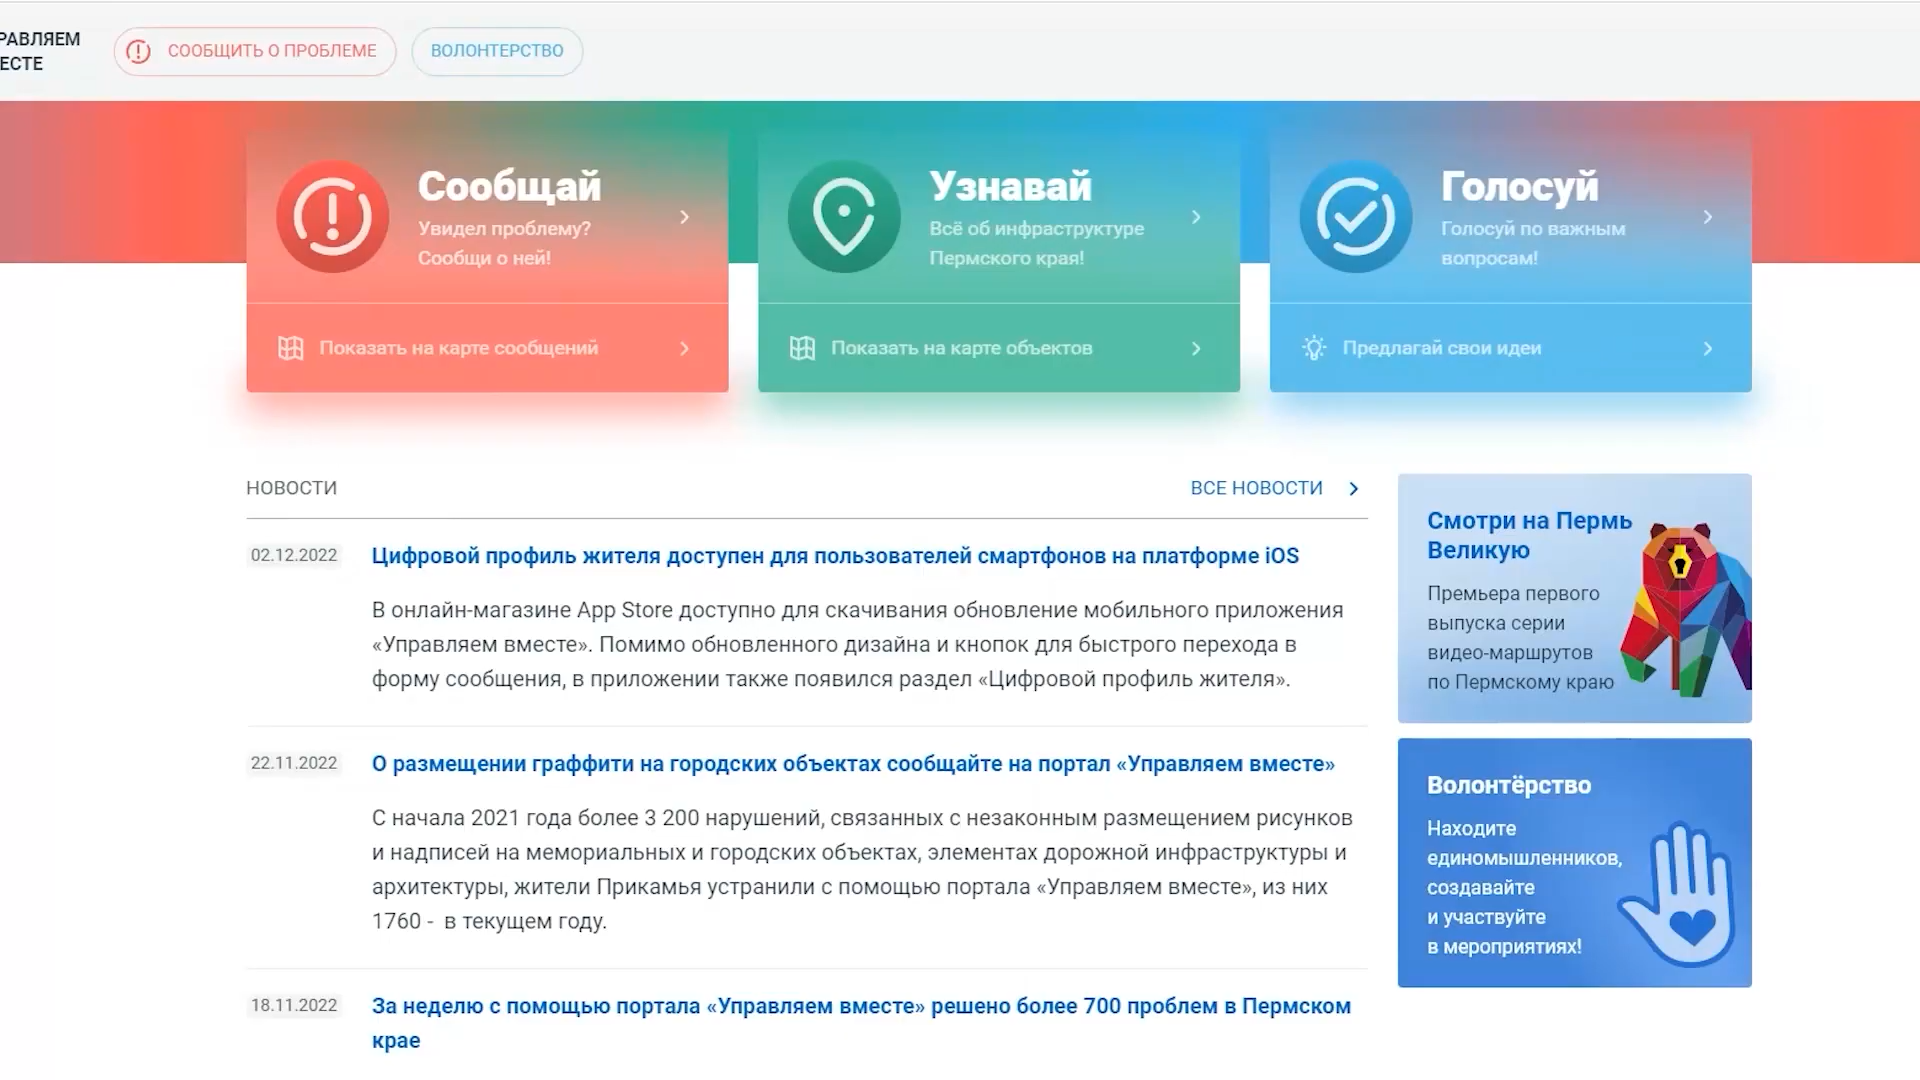 РАВЛЯЕМ
ЕСТЕ
СООБЩИТЬ О ПРОБЛЕМЕ
ВОЛОНТЕРСТВО
Сообщай
Увидел проблему?
Сообщи о ней!
Показать на карте сообщений
Узнавай
Всё об инфраструктуре
Пермского края!
Показать на карте объектов
Голосуй
Голосуй по важным
вопросам!
Предлагай свои идеи
НОВОСТИ
ВСЕ НОВОСТИ
02.12.2022
Цифровой профиль жителя доступен для пользователей смартфонов на платформе iOS
В онлайн-магазине App Store доступно для скачивания обновление мобильного приложения
«Управляем вместе». Помимо обновленного дизайна и кнопок для быстрого перехода в
форму сообщения, в приложении также появился раздел «Цифровой профиль жителя».
22.11.2022
О размещении граффити на городских объектах сообщайте на портал «Управляем вместе»
С начала 2021 года более 3 200 нарушений, связанных с незаконным размещением рисунков
и надписей на мемориальных и городских объектах, элементах дорожной инфраструктуры и
архитектуры, жители Прикамья устранили с помощью портала «Управляем вместе», из них
1760 - в текущем году.
18.11.2022
За неделю с помощью портала «Управляем вместе» решено более 700 проблем в Пермском
крае
Смотри на Пермь
Великую
Премьера первого
выпуска серии
видео-маршрутов
по Пермскому краю
Волонтёрство
Находите
единомышленников,
создавайте
и участвуйте
в мероприятиях!